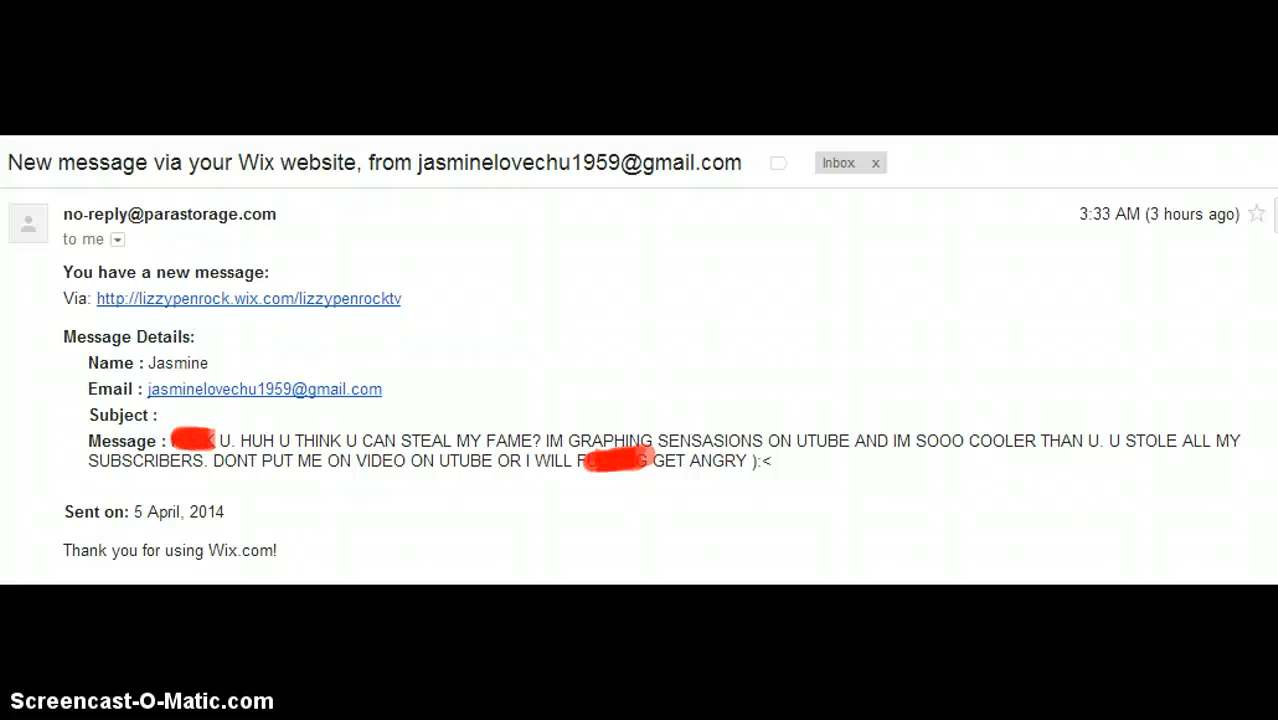 New message via your Wix website, from jasminelovechu1959@gmail.com
Inbox x
no-reply@parastorage.com
3:33 AM (3 hours ago)
to me
You have a new message:
Via: http://lizzypenrock.wix.com/lizzypenrocktv
Message Details:
Name : Jasmine
Email : jasminelovechu1959@gmail.com
Subject :
Message : U. HUH U THINK U CAN STEAL MY FAME? IM GRAPHING SENSASIONS ON UTUBE AND IM SOOO COOLER THAN U. U STOLE ALL MY
SUBSCRIBERS. DONT PUT ME ON VIDEO ON UTUBE OR I WILL GET ANGRY ):<
Sent on: 5 April, 2014
Thank you for using Wix.com!
Screencast-O-Matic.com